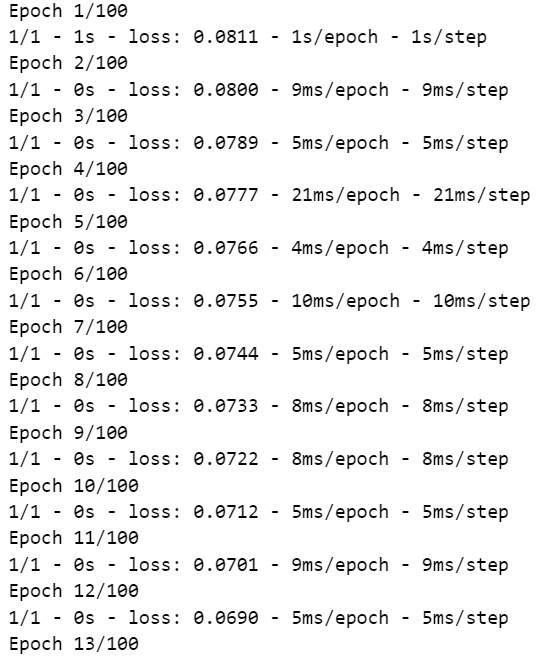 Epoch 1/100
1/1 - 1s - loss: 0.0811 - 1s/epoch - 1s/step
Epoch 2/100
1/1 - 0s - loss: 0.0800 - 9ms/epoch - 9ms/step
Epoch 3/100
1/1 - 0s - loss: 0.0789 - 5ms/epoch - 5ms/step
Epoch 4/100
1/1 - 0s - loss: 0.0777 - 21ms/epoch - 21ms/step
Epoch 5/100
1/1 - 0s - loss: 0.0766 - 4ms/epoch - 4ms/step
Epoch 6/100
1/1 - 0s - loss: 0.0755 - 10ms/epoch - 10ms/step
Epoch 7/100
1/1 - 0s - loss: 0.0744 - 5ms/epoch - 5ms/step
Epoch 8/100
1/1 - 0s - loss: 0.0733 - 8ms/epoch - 8ms/step
Epoch 9/100
1/1 - 0s - loss: 0.0722 - 8ms/epoch - 8ms/step
Epoch 10/100
1/1 - 0s - loss: 0.0712 - 5ms/epoch - 5ms/step
Epoch 11/100
1/1 - 0s - loss: 0.0701 - 9ms/epoch - 9ms/step
Epoch 12/100
1/1 - 0s - loss: 0.0690 - 5ms/epoch - 5ms/step
Epoch 13/100